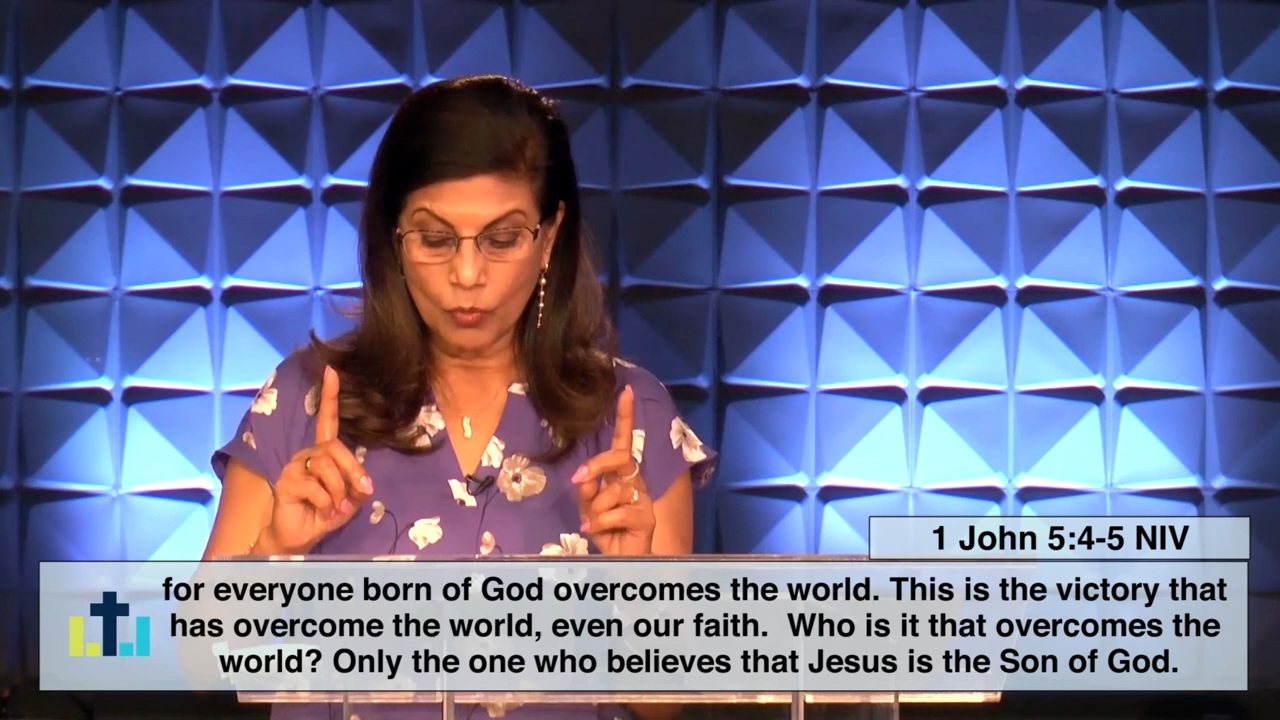 1 John 5:4-5 NIV
for everyone born of God overcomes the world. This is the victory that
has overcome the world, even our faith.  Who is it that overcomes the
world? Only the one who believes that Jesus is the Son of God.